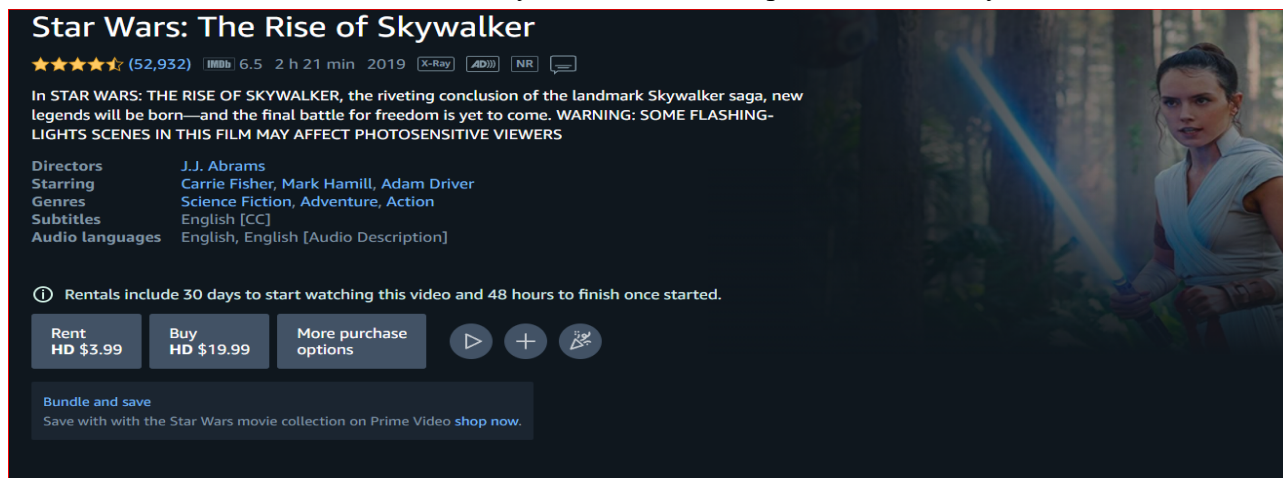 Star Wars: The Rise of Skywalker
(52,932) IMDb 6.5 2 h 21 min 2019 X-Ray AD))) NR
In STAR WARS: THE RISE OF SKYWALKER, the riveting conclusion of the landmark Skywalker saga, new
legends will be born—and the final battle for freedom is yet to come. WARNING: SOME FLASHING-
LIGHTS SCENES IN THIS FILM MAY AFFECT PHOTOSENSITIVE VIEWERS
Directors J.J. Abrams
Starring Carrie Fisher, Mark Hamill, Adam Driver
Genres Science Fiction, Adventure, Action
Subtitles English [CC]
Audio languages English, English [Audio Description]
Rentals include 30 days to start watching this video and 48 hours to finish once started.
Rent Buy More purchase
HD $3.99 HD $19.99 options
Bundle and save
Save with with the Star Wars movie collection on Prime Video shop now.